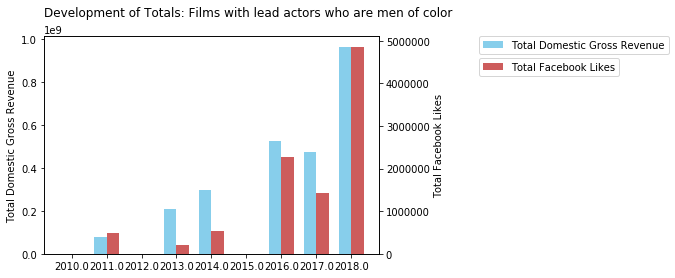 Development of Totals: Films with lead actors who are men of color
1e9
1.0
0.8
0.6
0.4
0.2
0.0
Total Domestic Gross Revenue
5000000
4000000
3000000
2000000
1000000
0
Total Facebook Likes
2010.0 2011.0 2012.0 2013.0 2014.0 2015.0 2016.0 2017.0 2018.0
Total Domestic Gross Revenue
Total Facebook Likes